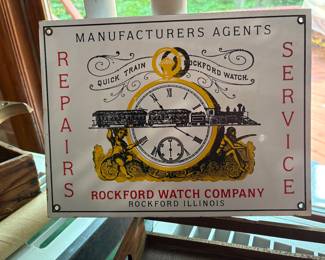 MANUFACTURERS AGENTS
QUICK TRAIN ROCKFORD WATCH.
REPAIRS
SERVICE
ROCKFORD WATCH COMPANY
ROCKFORD ILLINOIS